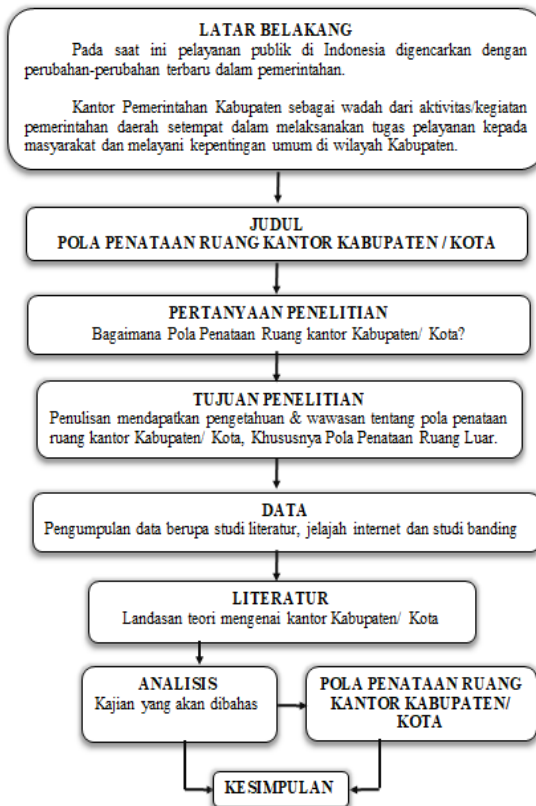 LATAR BELAKANG
Pada saat ini pelayanan publik di Indonesia digencarkan dengan
perubahan-perubahan terbaru dalam pemerintahan.
Kantor Pemerintahan Kabupaten sebagai wadah dari aktivitas/kegiatan
pemerintahan daerah setempat dalam melaksanakan tugas pelayanan kepada
masyarakat dan melayani kepentingan umum di wilayah Kabupaten.
JUDUL
POLA PENATAAN RUANG KANTOR KABUPATEN / KOTA
PERTANYAAN PENELITIAN
Bagaimana Pola Penataan Ruang kantor Kabupaten/ Kota?
TUJUAN PENELITIAN
Penulisan mendapatkan pengetahuan & wawasan tentang pola penataan
ruang kantor Kabupaten/ Kota, Khususnya Pola Penataan Ruang Luar.
DATA
Pengumpulan data berupa studi literatur, jelajah internet dan studi banding
LITERATUR
Landasan teori mengenai kantor Kabupaten/ Kota
ANALISIS
Kajian yang akan dibahas
POLA PENATAAN RUANG
KANTOR KABUPATEN/
KOTA
KESIMPULAN